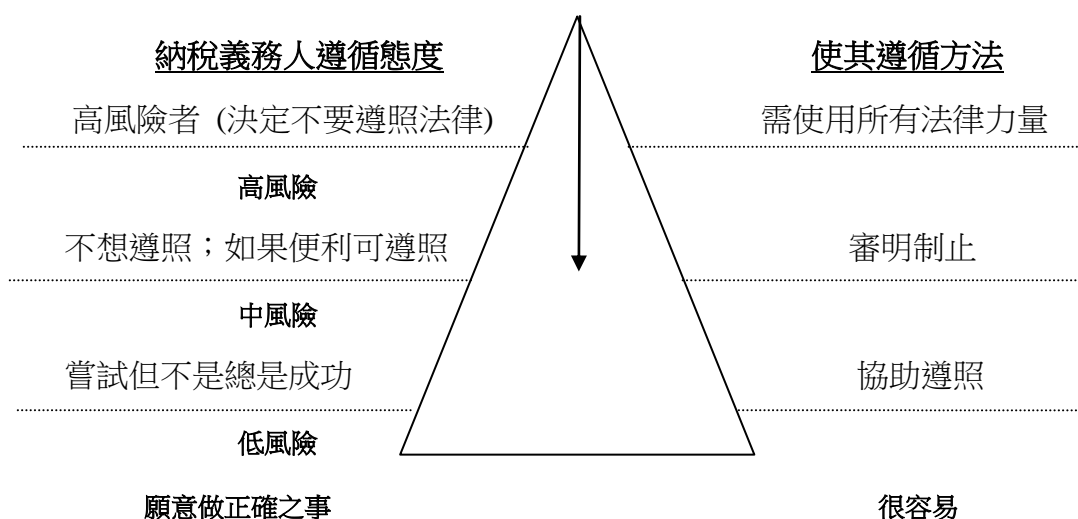 納稅義務人遵循態度 使其遵循方法
高風險者 (決定不要遵照法律) 需使用所有法律力量
高風險
不想遵照；如果便利可遵照 審明制止
中風險
嘗試但不是總是成功 協助遵照
低風險
願意做正確之事 很容易